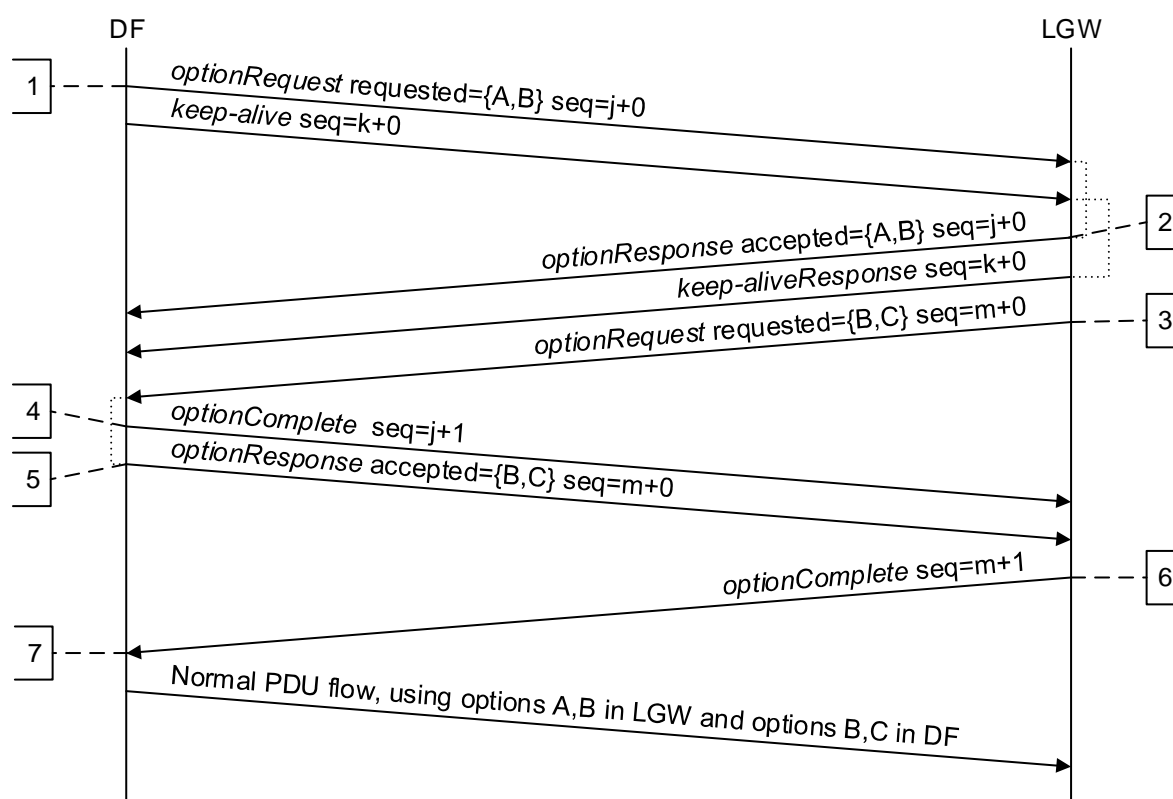 DF
LGW
1
optionRequest requested={A,B} seq=j+0
keep-alive seq=k+0
2
optionResponse accepted={A,B} seq=j+0
keep-aliveResponse seq=k+0
3
optionRequest requested={B,C} seq=m+0
4
optionComplete seq=j+1
5
optionResponse accepted={B,C} seq=m+0
6
optionComplete seq=m+1
7
Normal PDU flow, using options A,B in LGW and options B,C in DF